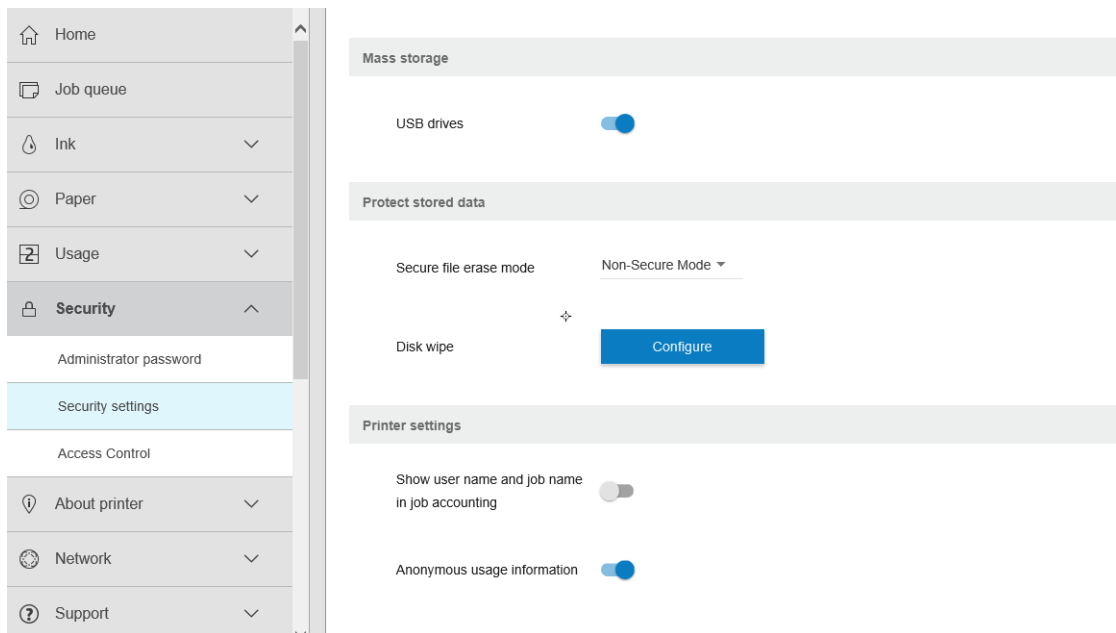 Home
Job queue
Ink
Paper
Usage
Security
Administrator password
Security settings
Access Control
About printer
Network
Support
Mass storage
USB drives
Protect stored data
Secure file erase mode
Non-Secure Mode
Disk wipe
Configure
Printer settings
Show user name and job name
in job accounting
Anonymous usage information